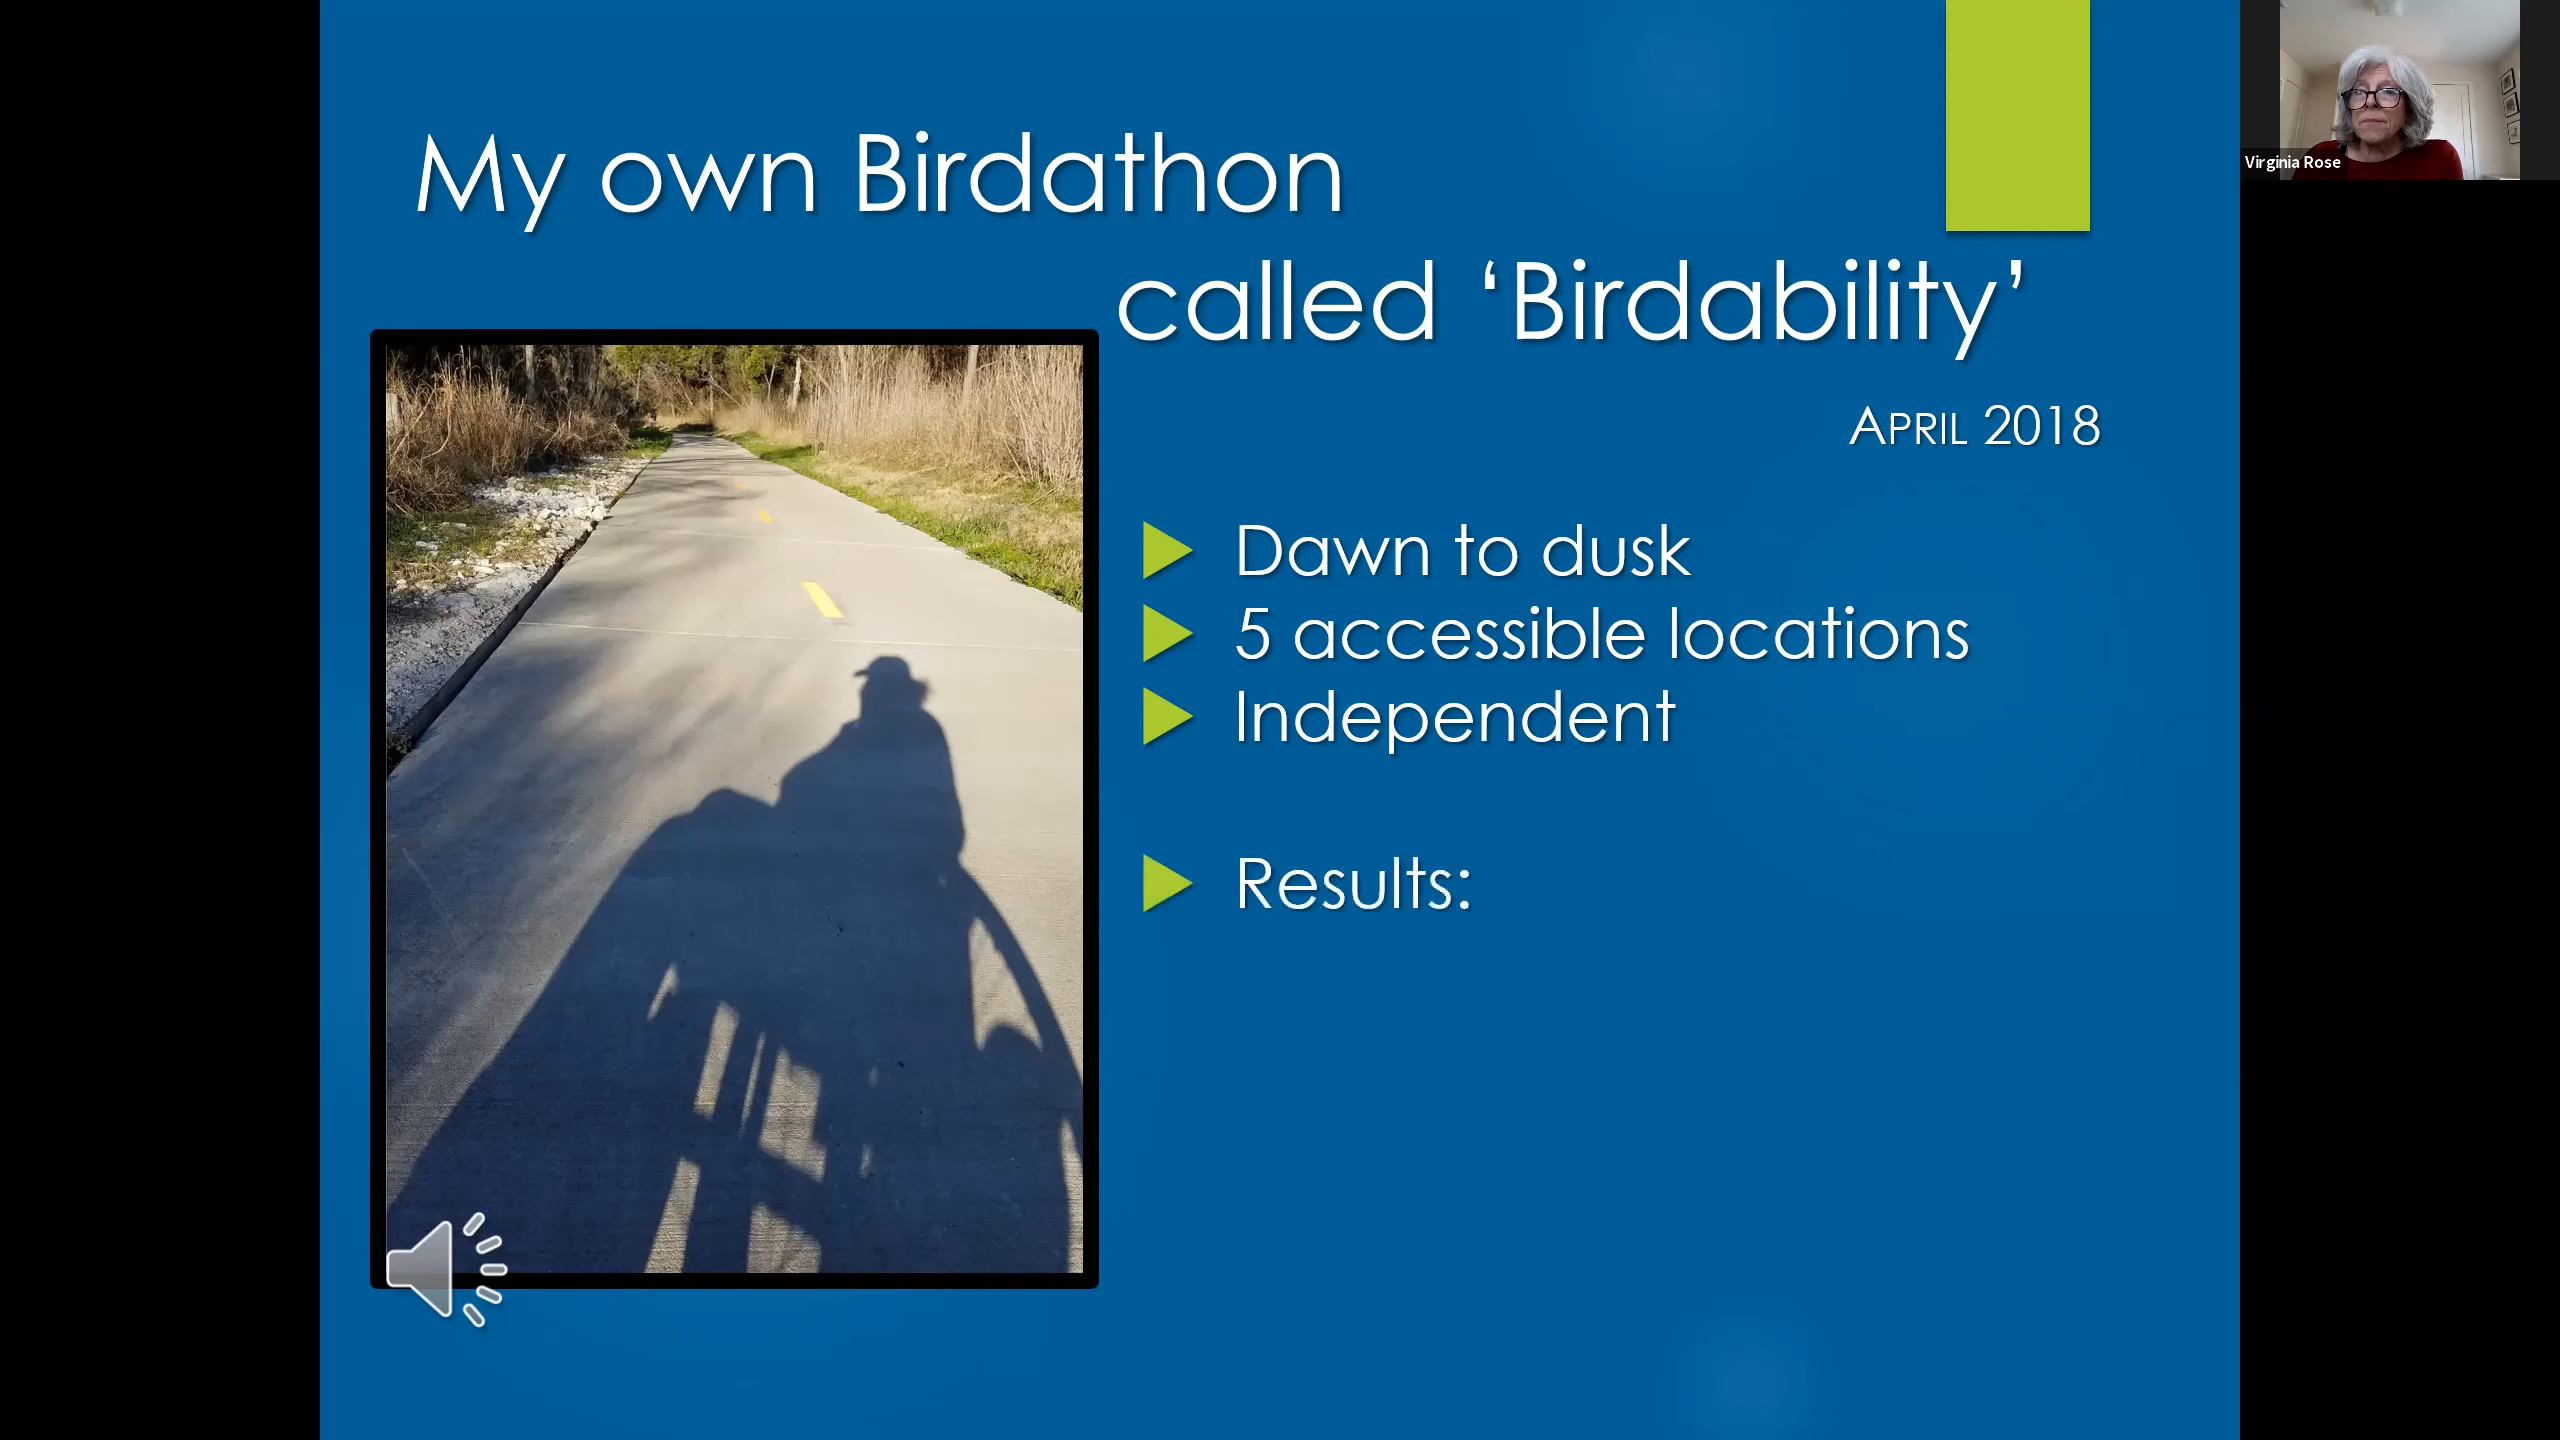 My own Birdathon
called ‘Birdability’
APRIL 2018
Dawn to dusk
5 accessible locations
Independent
Results:
Virginia Rose